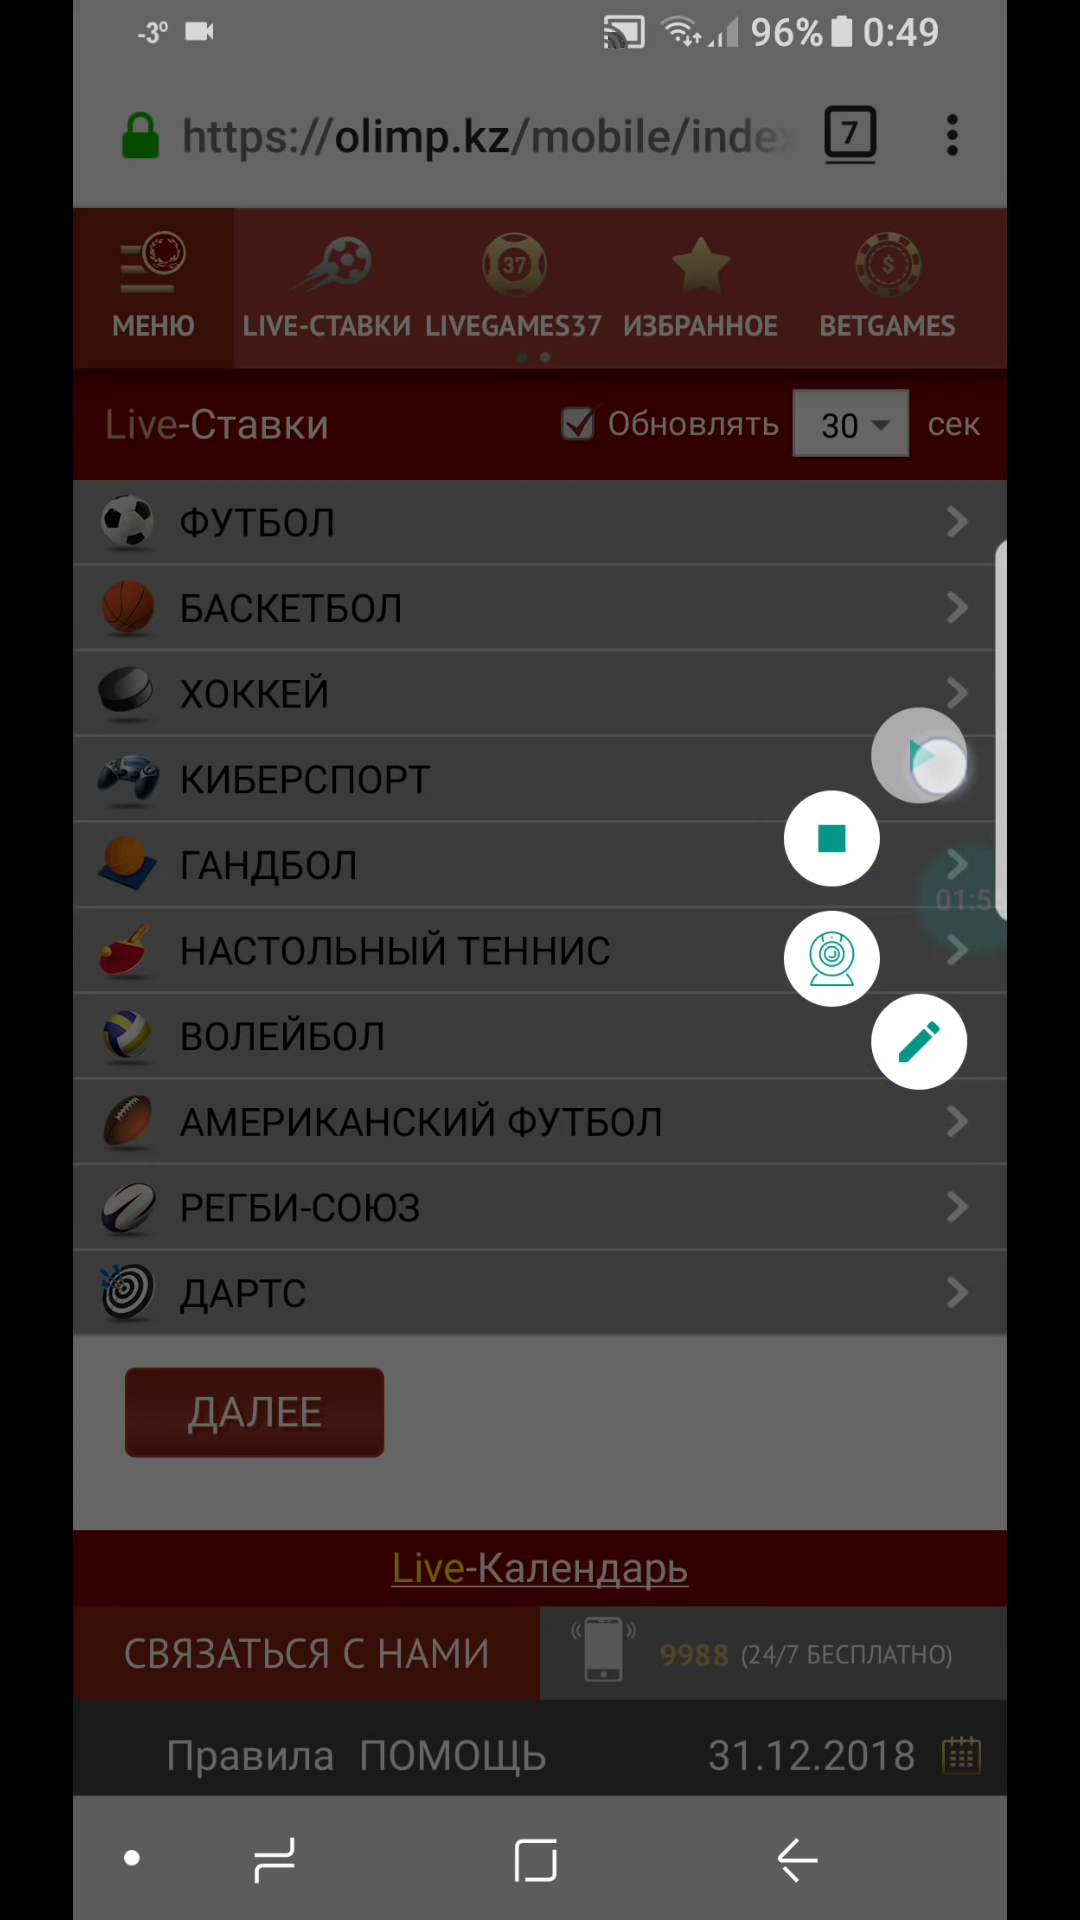 -3° 96% 0:49
https://olimp.kz/mobile/inde 7
МЕНЮ LIVE-СТАВКИ LIVEGAMES37 ИЗБРАННОЕ BETGAMES
37 $
Live-Ставки Обновлять 30 сек
ФУТБОЛ
БАСКЕТБОЛ
ХОККЕЙ
КИБЕРСПОРТ
ГАНДБОЛ
01:5
НАСТОЛЬНЫЙ ТЕННИС
ВОЛЕЙБОЛ
АМЕРИКАНСКИЙ ФУТБОЛ
РЕГБИ-СОЮЗ
ДАРТС
ДАЛЕЕ
Live-Календарь
СВЯЗАТЬСЯ С НАМИ 9988 (24/7 БЕСПЛАТНО)
Правила ПОМОЩЬ 31.12.2018